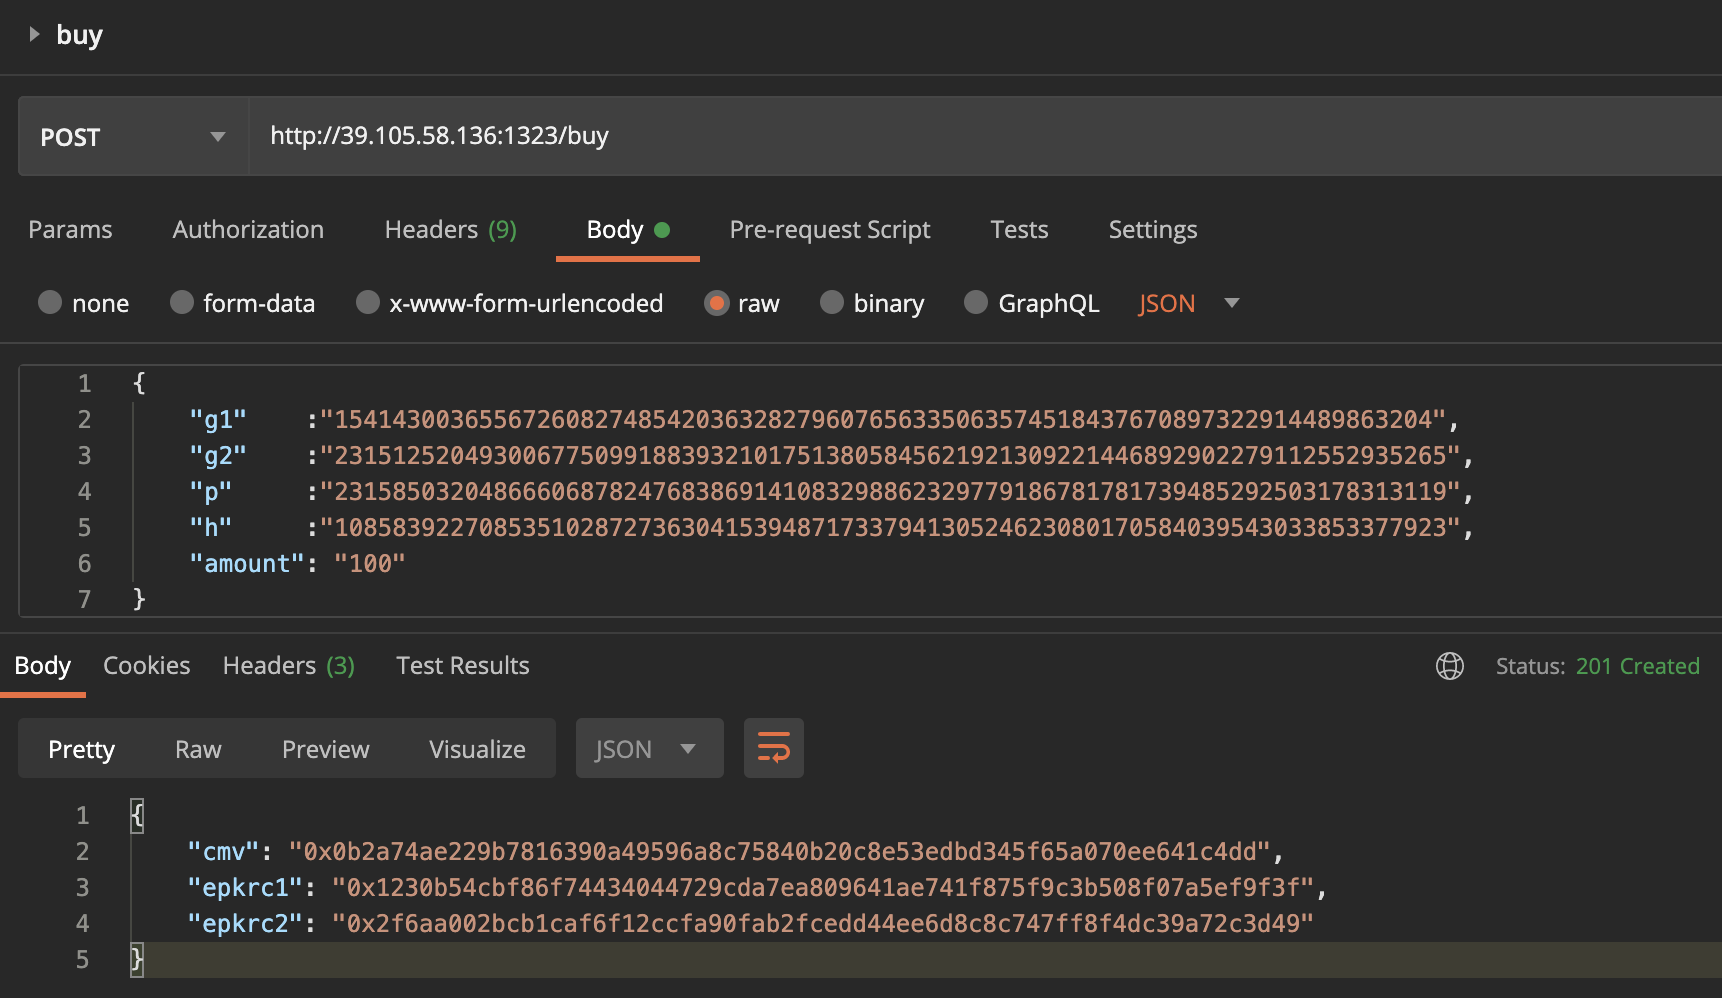 buy
POST http://39.105.58.136:1323/buy
Params Authorization Headers (9) Body Pre-request Script Tests Settings
none form-data x-www-form-urlencoded raw binary GraphQL JSON
1 {
2 "g1" :"1541430036556726082748542036328279607656335063574518437670897322914489863204",
3 "g2" :"23151252049300677509918839321017513805845621921309221446892902279112552935265",
4 "p" :"23158503204866606878247683869141083298862329779186781781739485292503178313119",
5 "h" :"10858392270853510287273630415394871733794130524623080170584039543033853377923",
6 "amount": "100"
7 }
Body Cookies Headers (3) Test Results Status: 201 Created
Pretty Raw Preview Visualize JSON
1 {
2 "cmv": "0x0b2a74ae229b7816390a49596a8c75840b20c8e53edbd345f65a070ee641c4dd",
3 "epkrc1": "0x1230b54cbf86f74434044729cda7ea809641ae741f875f9c3b508f07a5ef9f3f",
4 "epkrc2": "0x2f6aa002bcb1caf6f12ccfa90fab2fcedd44ee6d8c8c747ff8f4dc39a72c3d49"
5 }